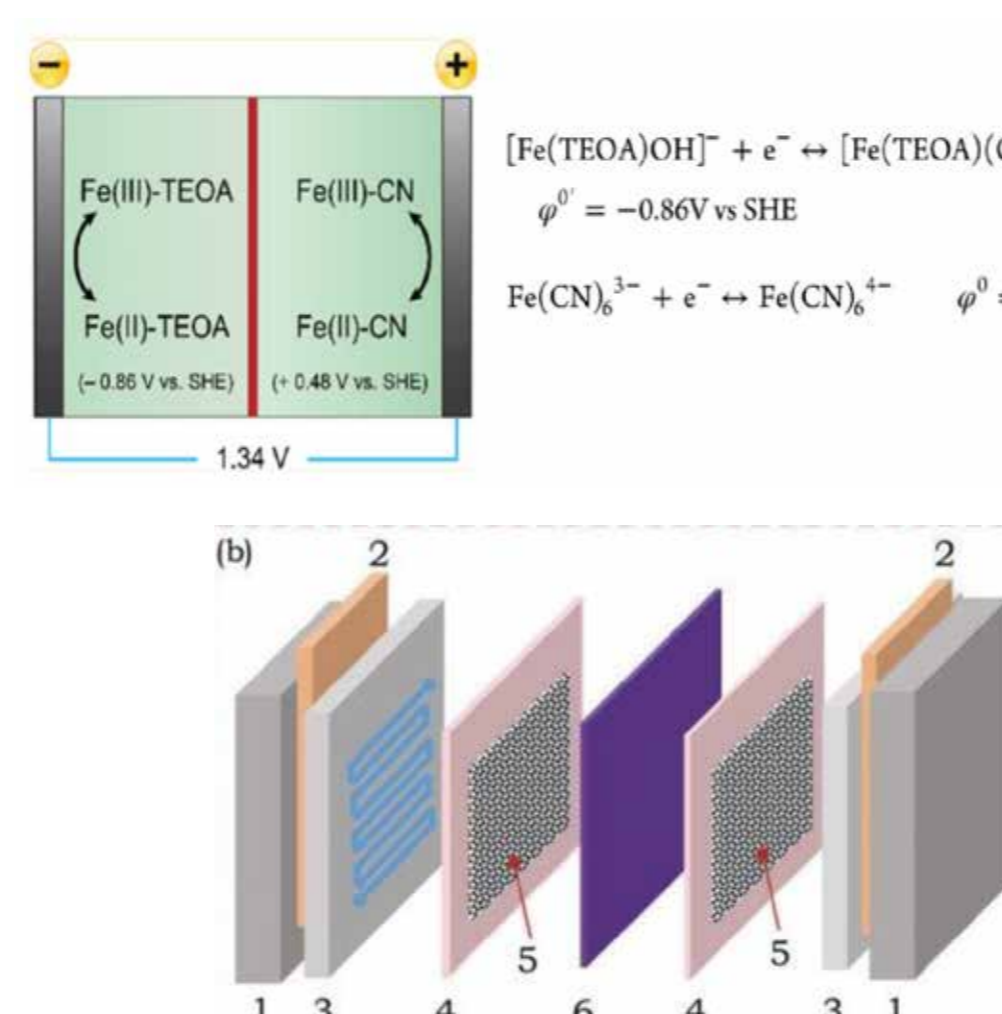 − +
[Fe(TEOA)OH]⁻ + e⁻ ↔ [Fe(TEOA)(
Fe(III)-TEOA Fe(III)-CN
φ⁰′ = −0.86V vs SHE
Fe(CN)₆³⁻ + e⁻ ↔ Fe(CN)₆⁴⁻ φ⁰ =
Fe(II)-TEOA Fe(II)-CN
(– 0.86 V vs. SHE) (+ 0.48 V vs. SHE)
1.34 V
(b)
2 2
5 5
1 3 4 6 4 3 1